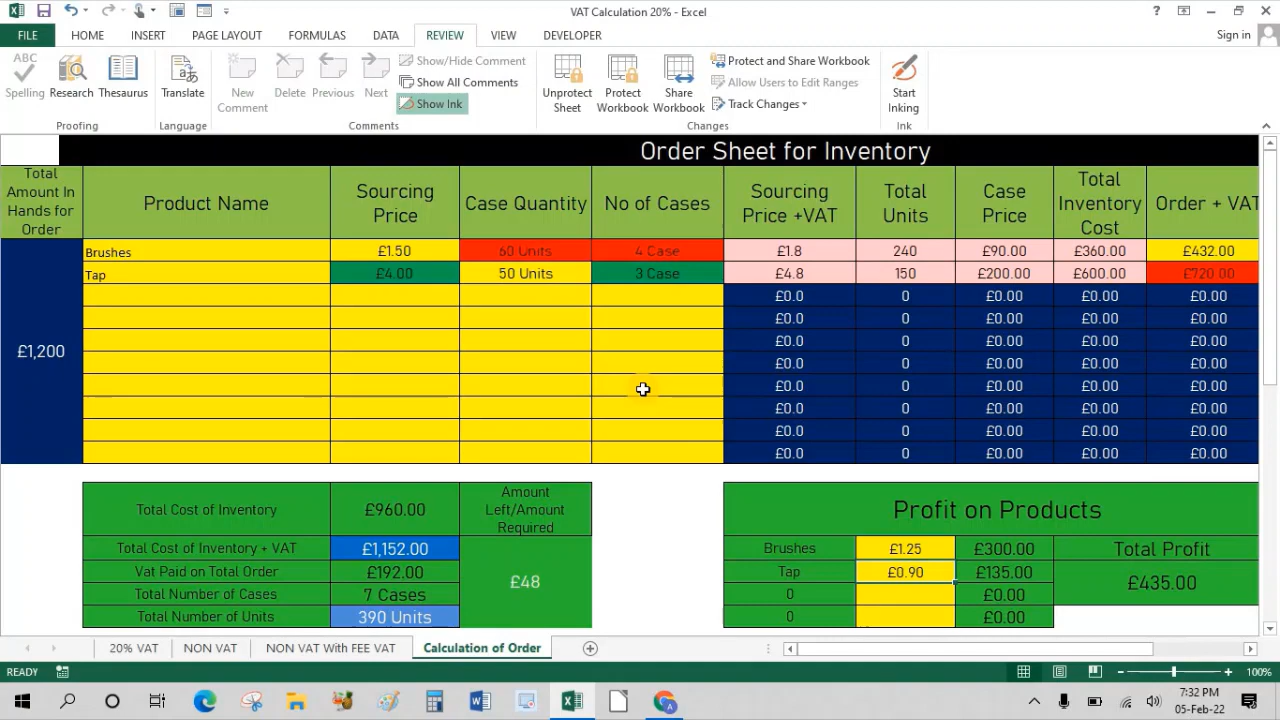 VAT Calculation 20% - Excel
?
FILE HOME INSERT PAGE LAYOUT FORMULAS DATA REVIEW VIEW DEVELOPER Sign in
ABC
Spelling
Research
Thesaurus
Translate
New Comment
Delete
Previous
Next
Show/Hide Comment
Show All Comments
Show Ink
Unprotect Sheet
Protect Workbook
Share Workbook
Protect and Share Workbook
Allow Users to Edit Ranges
Track Changes
Start Inking
Proofing Language Comments Changes Ink
Order Sheet for Inventory
Total Amount In Hands for Order
Product Name
Sourcing Price
Case Quantity
No of Cases
Sourcing Price +VAT
Total Units
Case Price
Total Inventory Cost
Order + VAT
Brushes £1.50 60 Units 4 Case £1.8 240 £90.00 £360.00 £432.00
Tap £4.00 50 Units 3 Case £4.8 150 £200.00 £600.00 £720.00
£0.0 0 £0.00 £0.00 £0.00
£0.0 0 £0.00 £0.00 £0.00
£0.0 0 £0.00 £0.00 £0.00
£1,200
£0.0 0 £0.00 £0.00 £0.00
£0.0 0 £0.00 £0.00 £0.00
£0.0 0 £0.00 £0.00 £0.00
£0.0 0 £0.00 £0.00 £0.00
£0.0 0 £0.00 £0.00 £0.00
Total Cost of Inventory £960.00
Amount Left/Amount Required
Total Cost of Inventory + VAT £1,152.00
Vat Paid on Total Order £192.00
£48
Total Number of Cases 7 Cases
Total Number of Units 390 Units
Profit on Products
Brushes £1.25 £300.00 Total Profit
Tap £0.90 £135.00 £435.00
0 £0.00
0 £0.00
20% VAT NON VAT NON VAT With FEE VAT Calculation of Order
READY 100%
7:32 PM
05-Feb-22